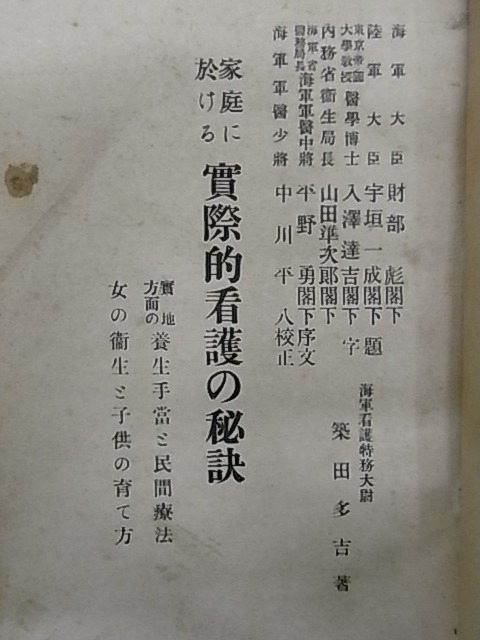 海軍大臣 財部 彪閣下
陸軍大臣 宇垣一成閣下 題
東京帝國大學教授 醫學博士 入澤達吉閣下 字
内務省衞生局長 山田準次郎閣下
海軍省醫務局長 海軍軍醫中將 平野 勇閣下序文
海軍軍醫少將 中川 平八校正
海軍看護特務大尉
築田多吉著
家庭に於ける 實際的看護の秘訣
實地方面の 養生手當と民間療法
女の衞生と子供の育て方